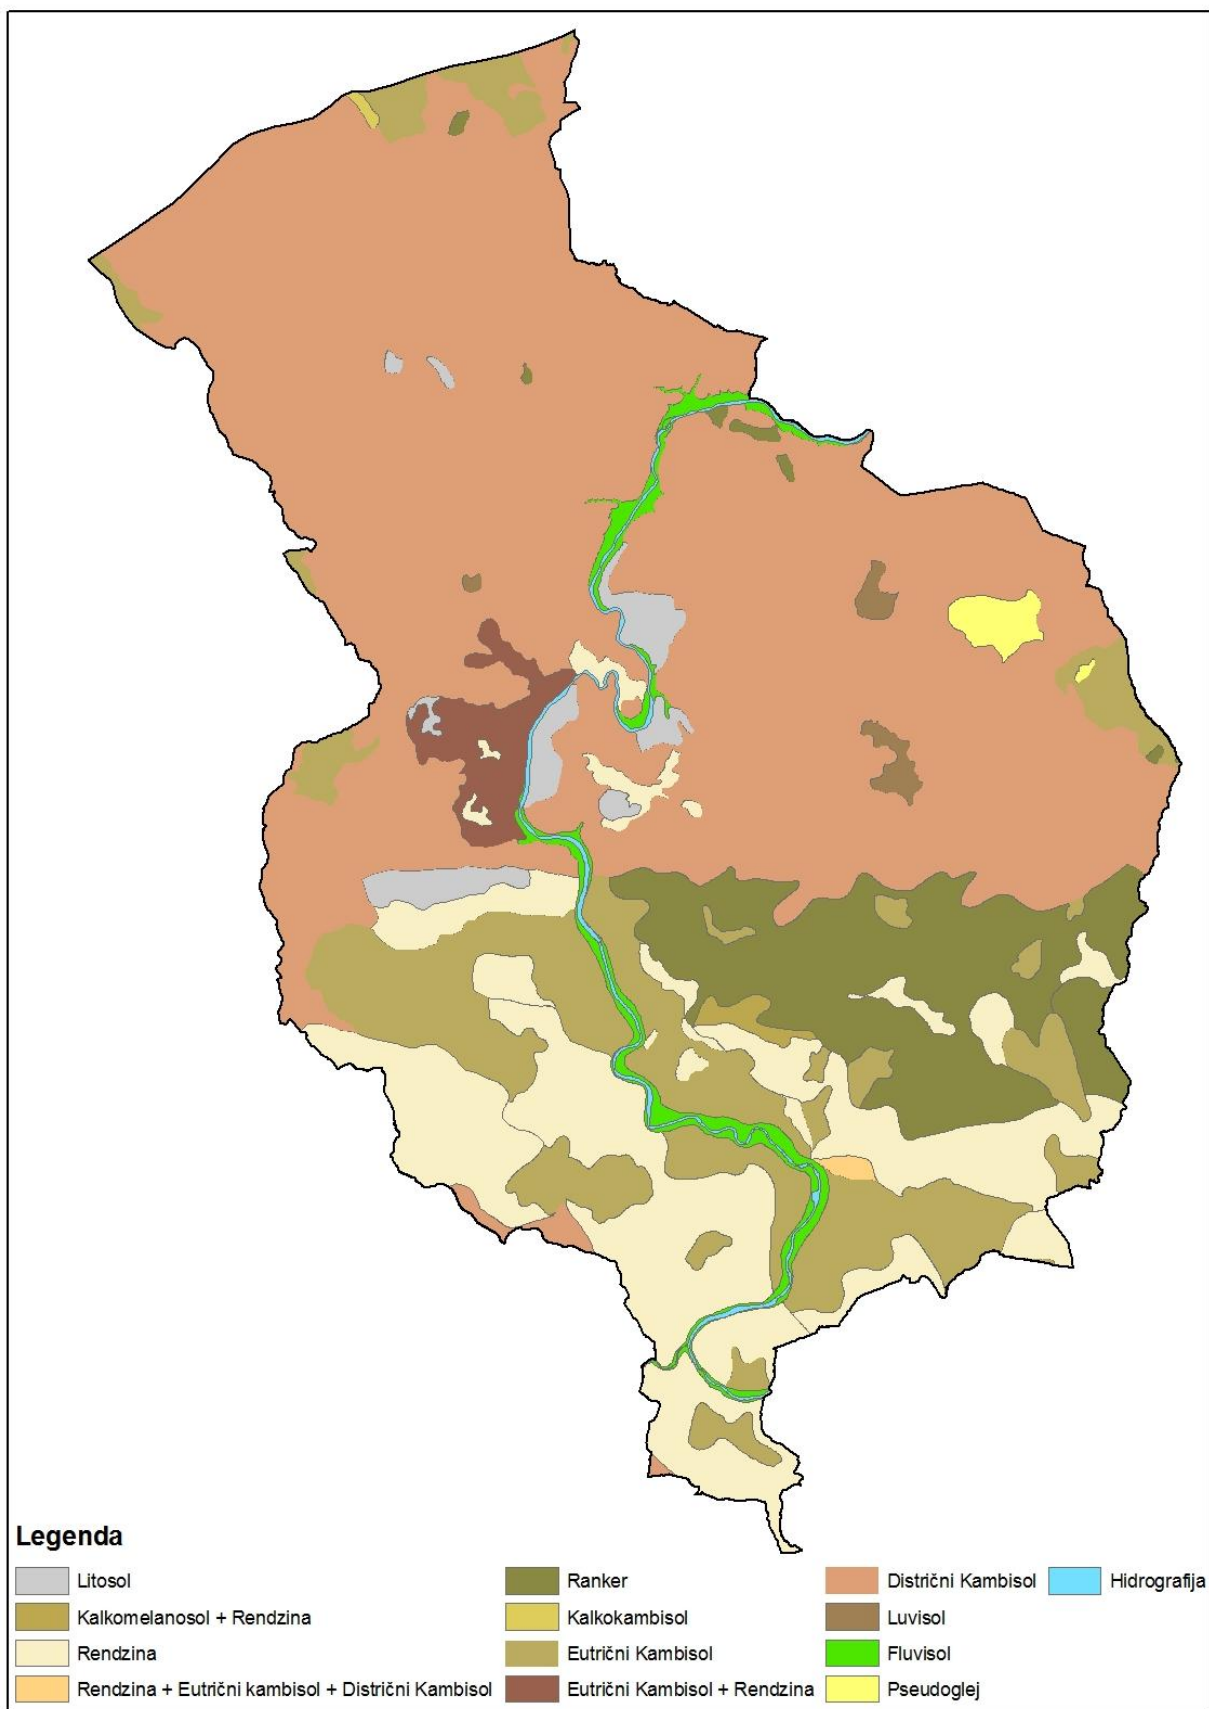 Legenda
Litosol
Kalkomelanosol + Rendzina
Rendzina
Rendzina + Eutrični kambisol + Distrični Kambisol
Ranker
Kalkokambisol
Eutrični Kambisol
Eutrični Kambisol + Rendzina
Distrični Kambisol
Luvisol
Fluvisol
Pseudoglej
Hidrografija